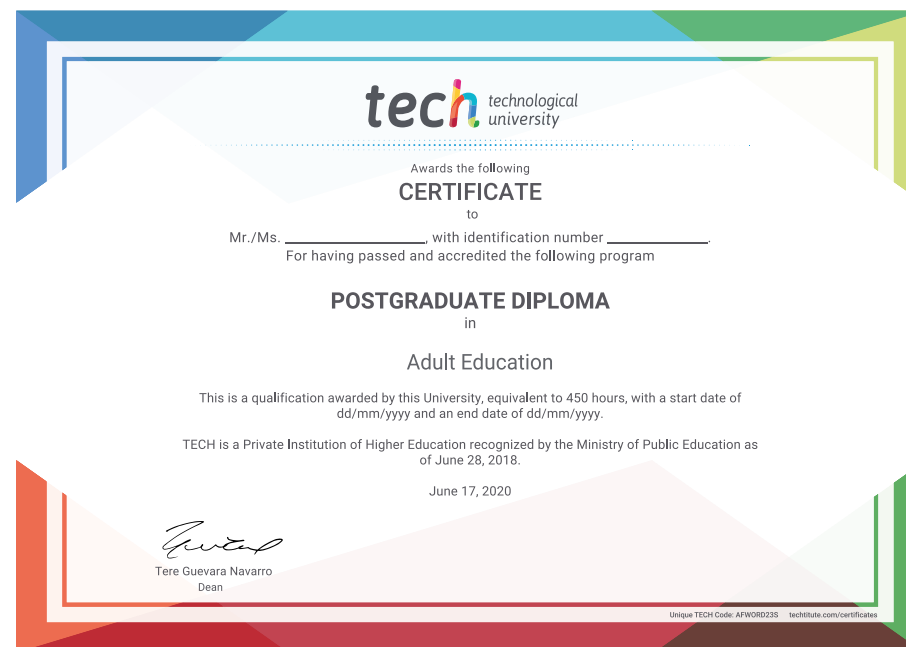 tech technological
university
Awards the following
CERTIFICATE
to
Mr./Ms. ____________________, with identification number ______________.
For having passed and accredited the following program
POSTGRADUATE DIPLOMA
in
Adult Education
This is a qualification awarded by this University, equivalent to 450 hours, with a start date of
dd/mm/yyyy and an end date of dd/mm/yyyy.
TECH is a Private Institution of Higher Education recognized by the Ministry of Public Education as
of June 28, 2018.
June 17, 2020
Tere Guevara Navarro
Dean
Unique TECH Code: AFWORD23S techtitute.com/certificates